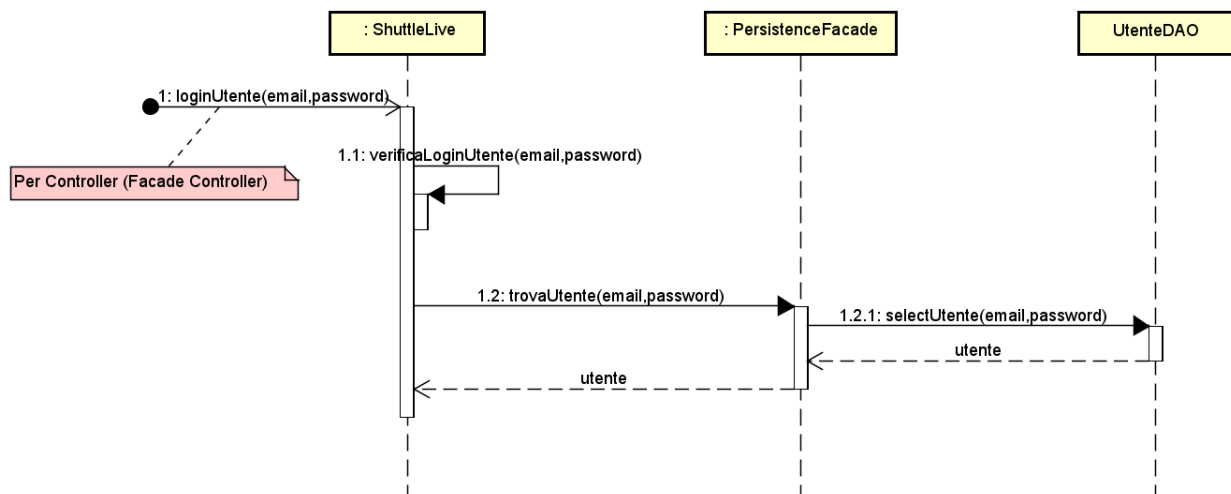 : ShuttleLive
: PersistenceFacade
UtenteDAO
1: loginUtente(email,password)
1.1: verificaLoginUtente(email,password)
Per Controller (Facade Controller)
1.2: trovaUtente(email,password)
1.2.1: selectUtente(email,password)
utente
utente